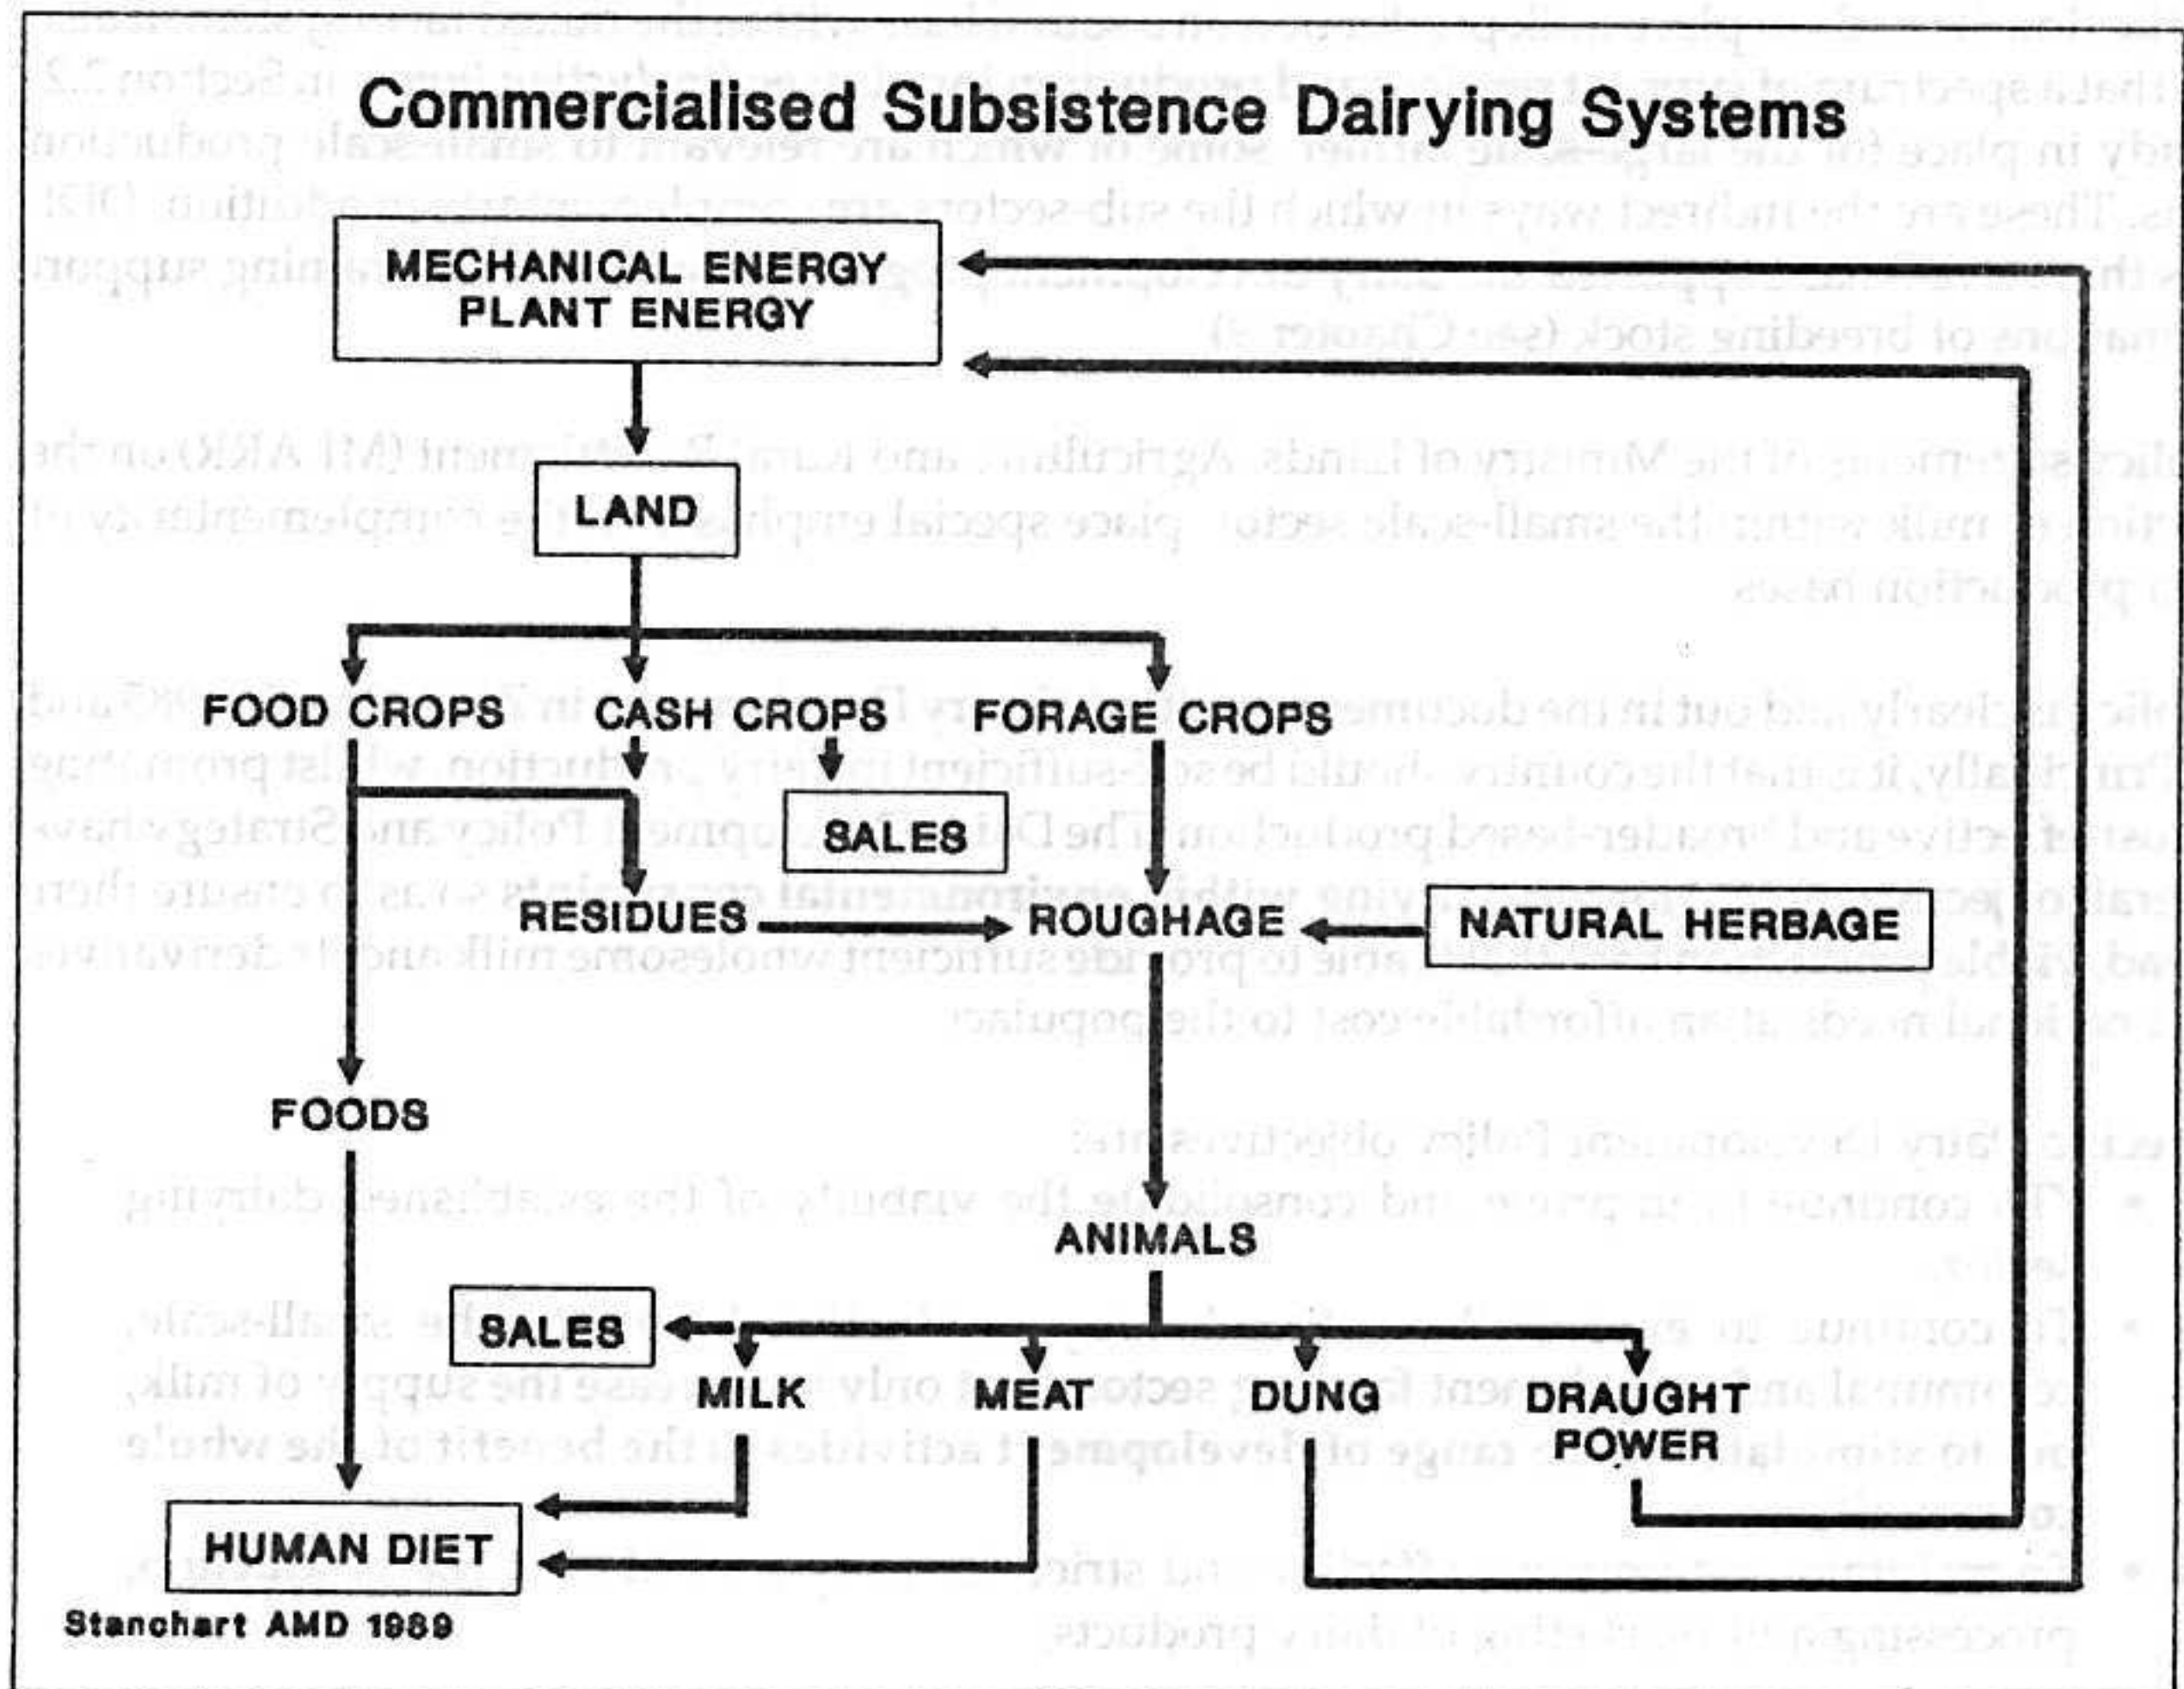 Commercialised Subsistence Dairying Systems
MECHANICAL ENERGY
PLANT ENERGY
LAND
FOOD CROPS CASH CROPS FORAGE CROPS
SALES
RESIDUES ROUGHAGE NATURAL HERBAGE
FOODS
ANIMALS
SALES
MILK MEAT DUNG DRAUGHT
POWER
HUMAN DIET
Stanchart AMD 1989